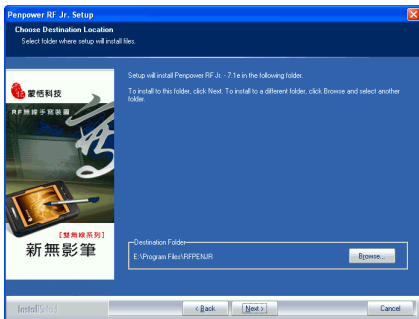 Penpower RF Jr. Setup
Choose Destination Location
Select folder where setup will install files.
Setup will install Penpower RF Jr. - 7.1e in the following folder.
To install to this folder, click Next. To install to a different folder, click Browse and select another
folder.
蒙恬科技
RF無線手寫裝置
[雙無線系列]
新無影筆
Destination Folder
E:\Program Files\RFPENJR
Browse...
InstallShield
< Back
Next >
Cancel